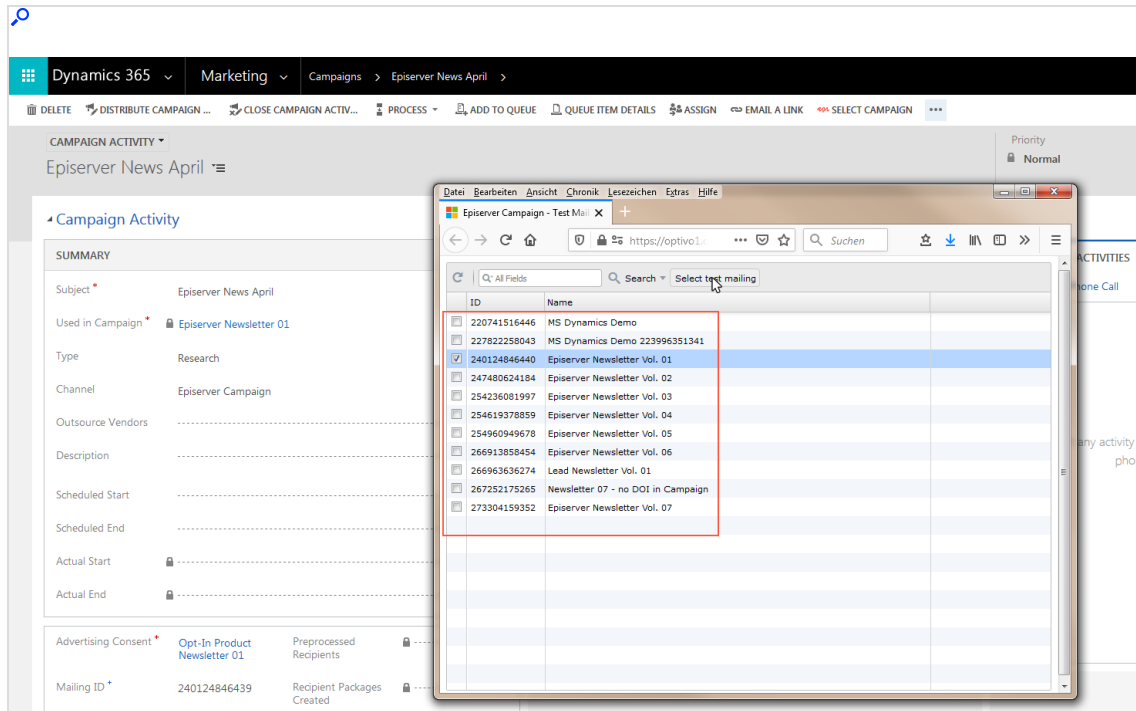 Dynamics 365 Marketing Campaigns > Episerver News April >
DELETE DISTRIBUTE CAMPAIGN ... CLOSE CAMPAIGN ACTIV... PROCESS ADD TO QUEUE QUEUE ITEM DETAILS ASSIGN EMAIL A LINK SELECT CAMPAIGN ...
CAMPAIGN ACTIVITY
Episerver News April
Priority
Normal
Campaign Activity
SUMMARY
Subject * Episerver News April
Used in Campaign * Episerver Newsletter 01
Type Research
Channel Episerver Campaign
Outsource Vendors
Description
Scheduled Start
Scheduled End
Actual Start
Actual End
Advertising Consent * Opt-In Product
Newsletter 01
Preprocessed
Recipients
Mailing ID + 240124846439
Recipient Packages
Created
Datei Bearbeiten Ansicht Chronik Lesezeichen Extras Hilfe
Episerver Campaign - Test Mail
https://optivo1. Suchen
All Fields Search Select test mailing
ID Name
220741516446 MS Dynamics Demo
227822258043 MS Dynamics Demo 223996351341
240124846440 Episerver Newsletter Vol. 01
247480624184 Episerver Newsletter Vol. 02
254236081997 Episerver Newsletter Vol. 03
254619378859 Episerver Newsletter Vol. 04
254960949678 Episerver Newsletter Vol. 05
266913858454 Episerver Newsletter Vol. 06
266963636274 Lead Newsletter Vol. 01
267252175265 Newsletter 07 - no DOI in Campaign
273304159352 Episerver Newsletter Vol. 07
ACTIVITIES
hone Call
any activity
pho